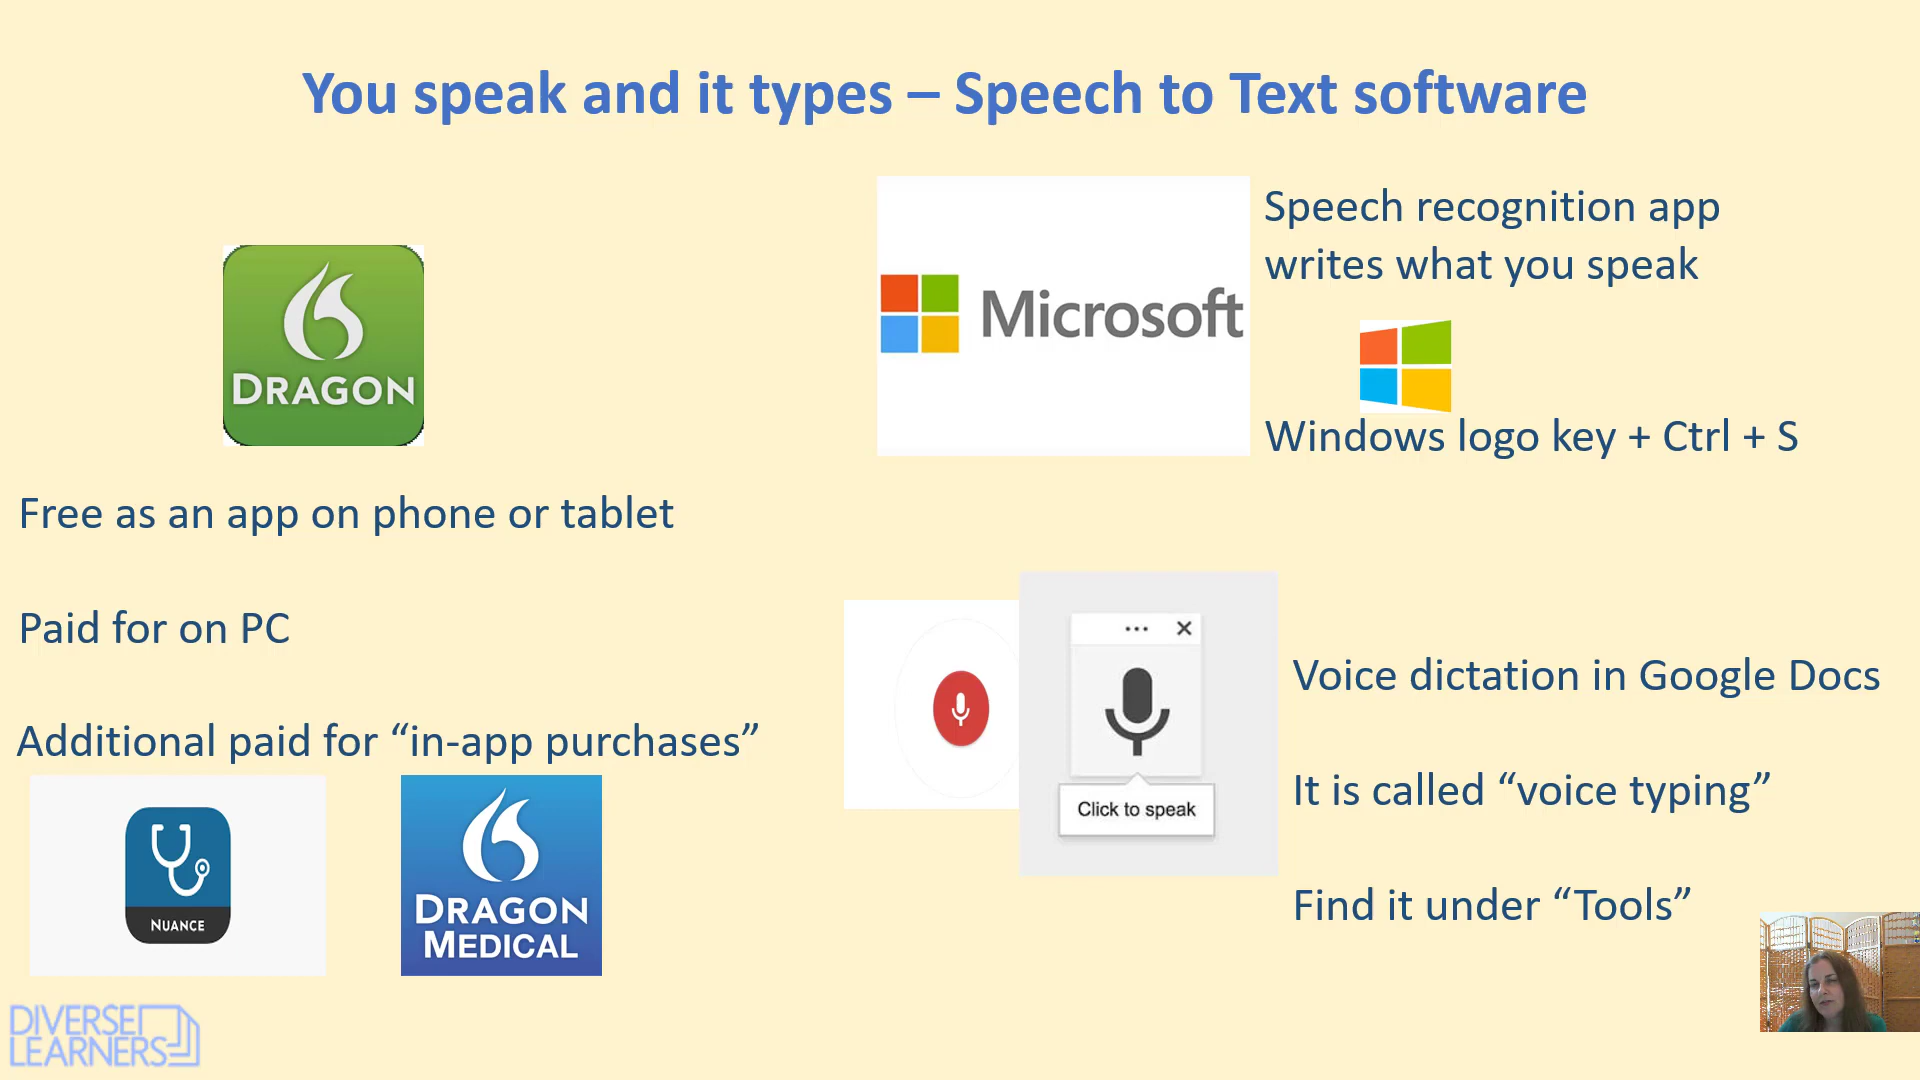 You speak and it types – Speech to Text software
DRAGON
Free as an app on phone or tablet
Paid for on PC
Additional paid for “in-app purchases”
NUANCE
DRAGON
MEDICAL
Microsoft
Speech recognition app
writes what you speak
Windows logo key + Ctrl + S
Click to speak
Voice dictation in Google Docs
It is called “voice typing”
Find it under “Tools”
DIVERSE
LEARNERS